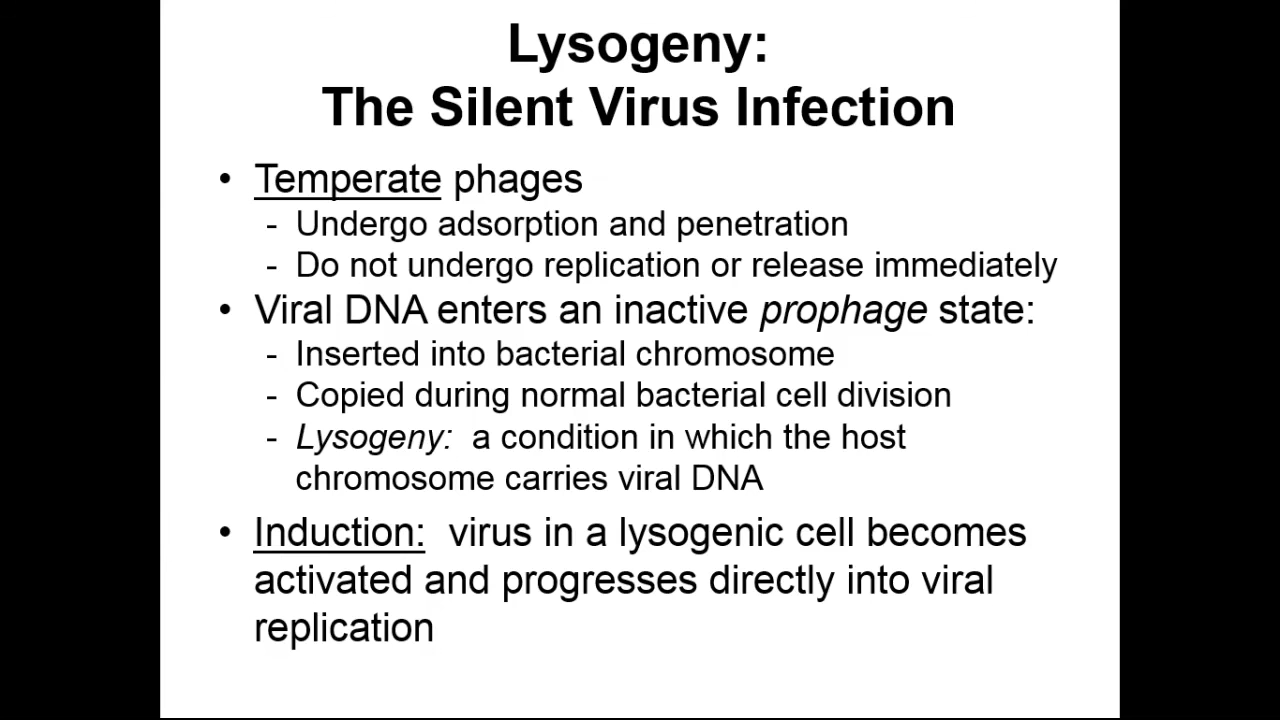 Lysogeny:
The Silent Virus Infection
• Temperate phages
- Undergo adsorption and penetration
- Do not undergo replication or release immediately
• Viral DNA enters an inactive prophage state:
- Inserted into bacterial chromosome
- Copied during normal bacterial cell division
- Lysogeny: a condition in which the host
chromosome carries viral DNA
• Induction: virus in a lysogenic cell becomes
activated and progresses directly into viral
replication